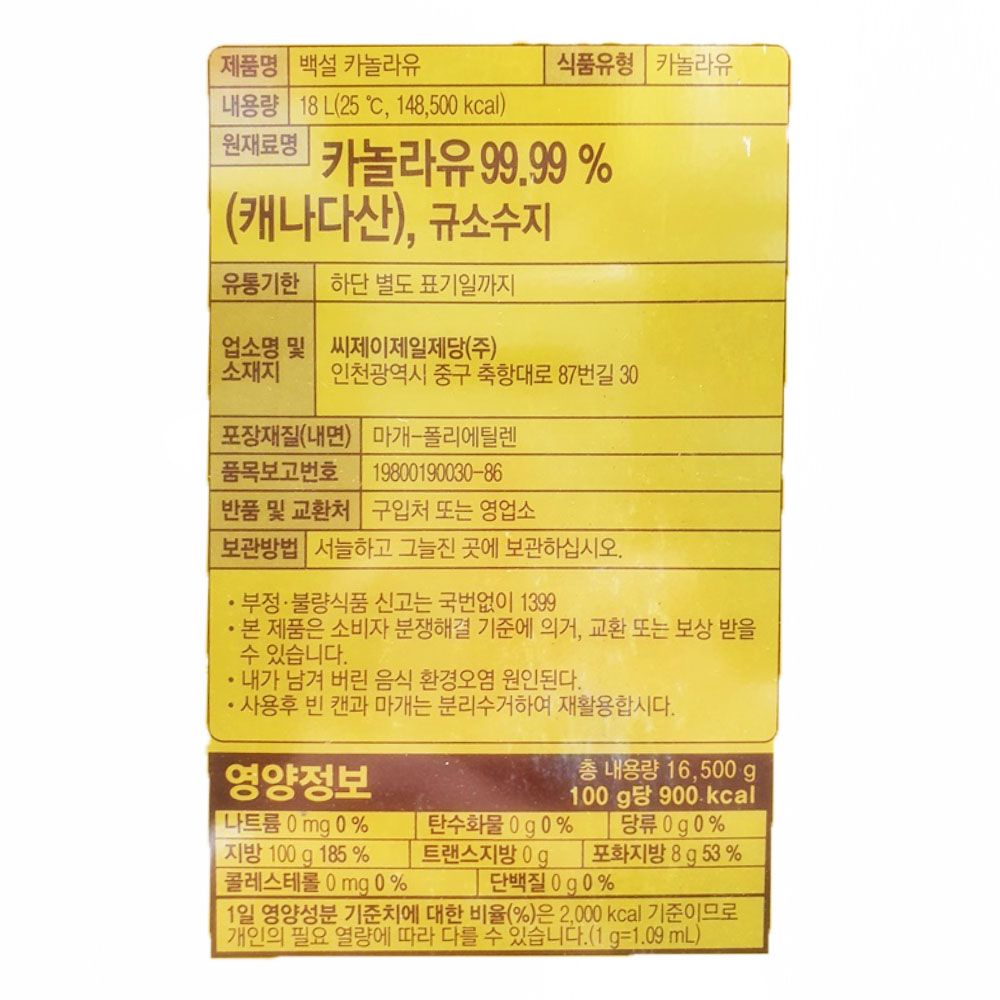 제품명 백설 카놀라유 식품유형 카놀라유
내용량 18 L(25 ℃, 148,500 kcal)
원재료명 카놀라유 99.99 %
(캐나다산), 규소수지
유통기한 하단 별도 표기일까지
업소명 및 씨제이제일제당(주)
소재지 인천광역시 중구 축항대로 87번길 30
포장재질(내면) 마개-폴리에틸렌
품목보고번호 19800190030-86
반품 및 교환처 구입처 또는 영업소
보관방법 서늘하고 그늘진 곳에 보관하십시오.
• 부정·불량식품 신고는 국번없이 1399
• 본 제품은 소비자 분쟁해결 기준에 의거, 교환 또는 보상 받을
수 있습니다.
• 내가 남겨 버린 음식 환경오염 원인된다.
• 사용후 빈 캔과 마개는 분리수거하여 재활용합시다.
영양정보 총 내용량 16,500 g
100 g당 900 kcal
나트륨 0 mg 0 % 탄수화물 0 g 0 % 당류 0 g 0 %
지방 100 g 185 % 트랜스지방 0 g 포화지방 8 g 53 %
콜레스테롤 0 mg 0 % 단백질 0 g 0 %
1일 영양성분 기준치에 대한 비율(%)은 2,000 kcal 기준이므로
개인의 필요 열량에 따라 다를 수 있습니다.(1 g=1.09 mL)